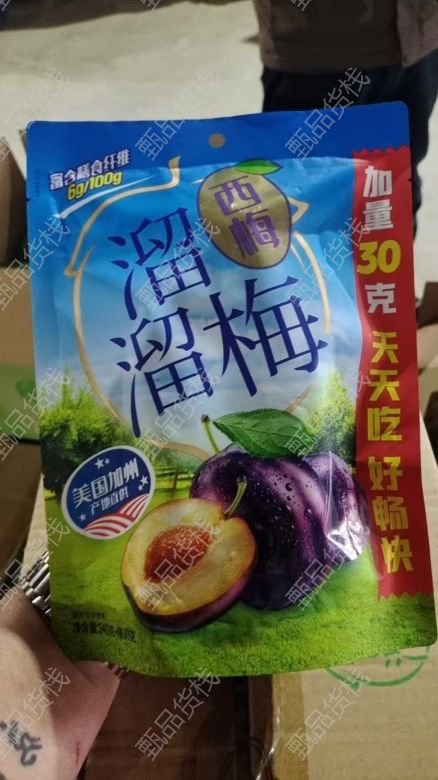 富含膳食纤维
6g/100g
西梅
溜溜梅
加量30克 天天吃 好畅快
美国加州
产地直供
甄品货栈